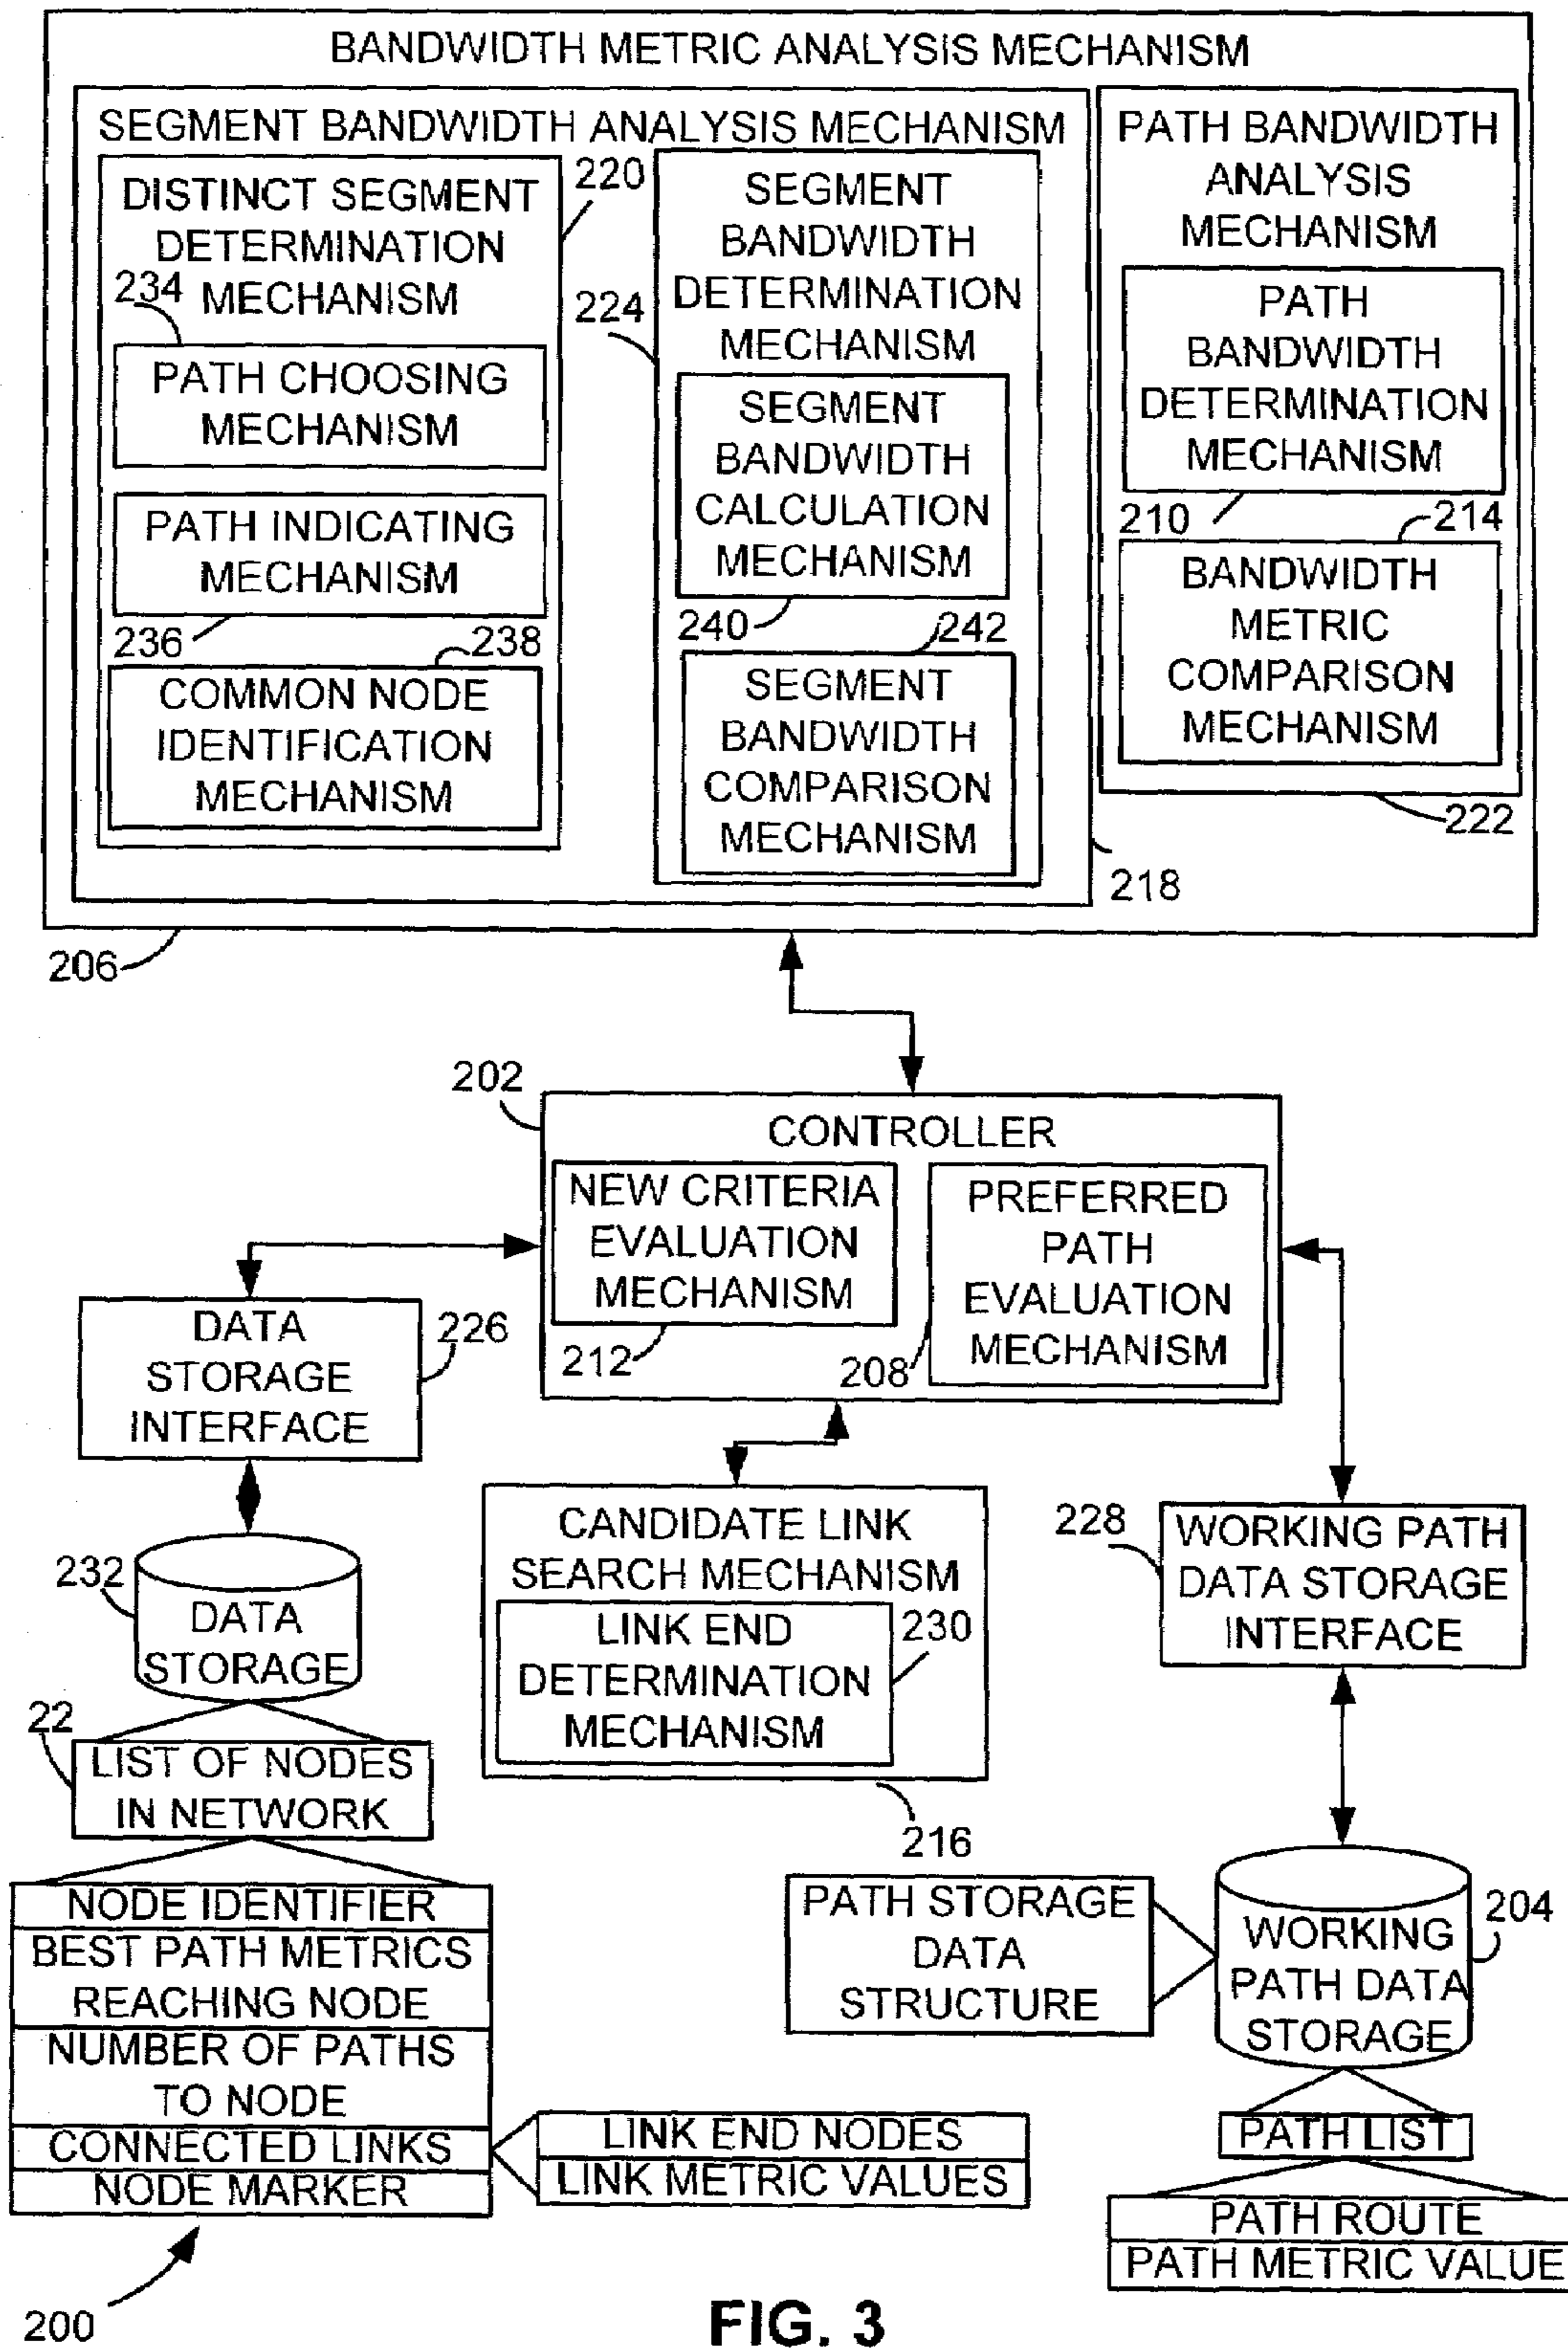 BANDWIDTH METRIC ANALYSIS MECHANISM
SEGMENT BANDWIDTH ANALYSIS MECHANISM
DISTINCT SEGMENT
DETERMINATION
MECHANISM
220
234
PATH CHOOSING
MECHANISM
PATH INDICATING
MECHANISM
236
238
COMMON NODE
IDENTIFICATION
MECHANISM
SEGMENT
BANDWIDTH
DETERMINATION
MECHANISM
224
SEGMENT
BANDWIDTH
CALCULATION
MECHANISM
240
242
SEGMENT
BANDWIDTH
COMPARISON
MECHANISM
218
PATH BANDWIDTH
ANALYSIS
MECHANISM
PATH
BANDWIDTH
DETERMINATION
MECHANISM
210
214
BANDWIDTH
METRIC
COMPARISON
MECHANISM
222
206
202
CONTROLLER
NEW CRITERIA
EVALUATION
MECHANISM
212
PREFERRED
PATH
EVALUATION
MECHANISM
208
DATA
STORAGE
INTERFACE
226
232
DATA
STORAGE
22
LIST OF NODES
IN NETWORK
NODE IDENTIFIER
BEST PATH METRICS
REACHING NODE
NUMBER OF PATHS
TO NODE
CONNECTED LINKS
NODE MARKER
LINK END NODES
LINK METRIC VALUES
CANDIDATE LINK
SEARCH MECHANISM
LINK END
DETERMINATION
MECHANISM
230
216
228
WORKING PATH
DATA STORAGE
INTERFACE
PATH STORAGE
DATA
STRUCTURE
204
WORKING
PATH DATA
STORAGE
PATH LIST
PATH ROUTE
PATH METRIC VALUE
200
FIG. 3